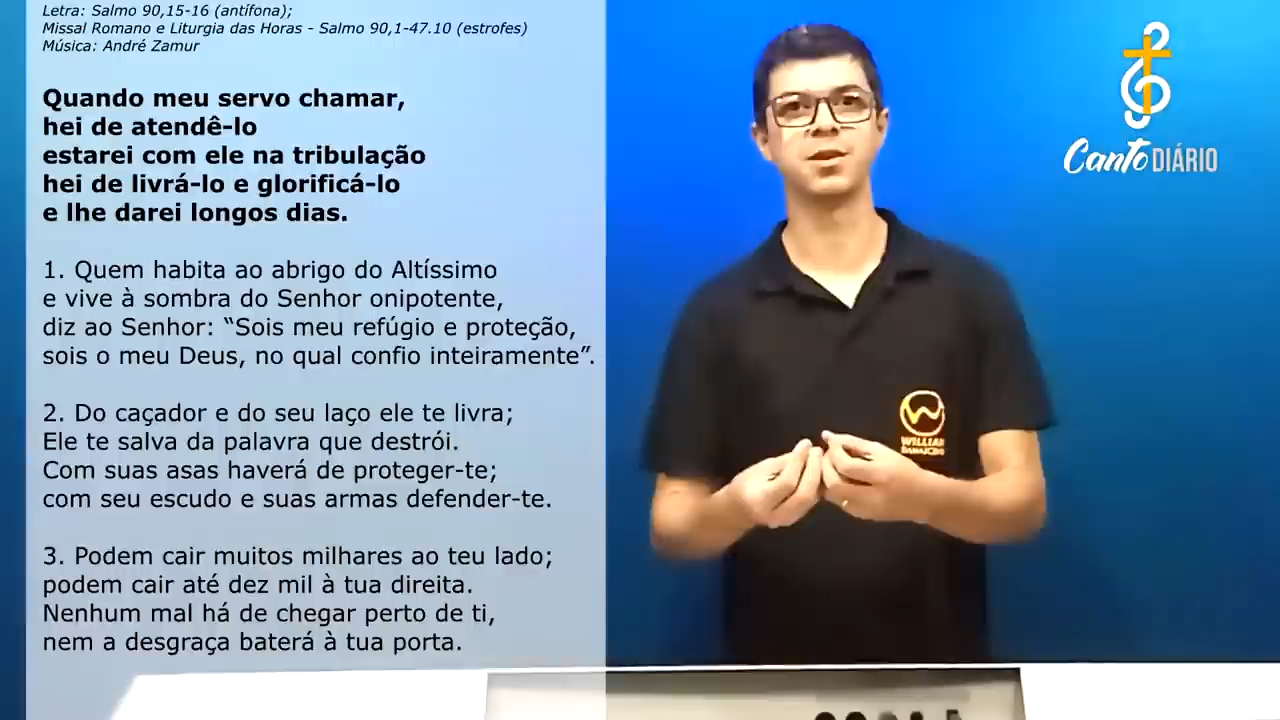 Letra: Salmo 90,15-16 (antífona);
Missal Romano e Liturgia das Horas - Salmo 90,1-47.10 (estrofes)
Música: André Zamur
Quando meu servo chamar,
hei de atendê-lo
estarei com ele na tribulação
hei de livrá-lo e glorificá-lo
e lhe darei longos dias.
1. Quem habita ao abrigo do Altíssimo
e vive à sombra do Senhor onipotente,
diz ao Senhor: “Sois meu refúgio e proteção,
sois o meu Deus, no qual confio inteiramente”.
2. Do caçador e do seu laço ele te livra;
Ele te salva da palavra que destrói.
Com suas asas haverá de proteger-te;
com seu escudo e suas armas defender-te.
3. Podem cair muitos milhares ao teu lado;
podem cair até dez mil à tua direita.
Nenhum mal há de chegar perto de ti,
nem a desgraça baterá à tua porta.
Canto DIÁRIO